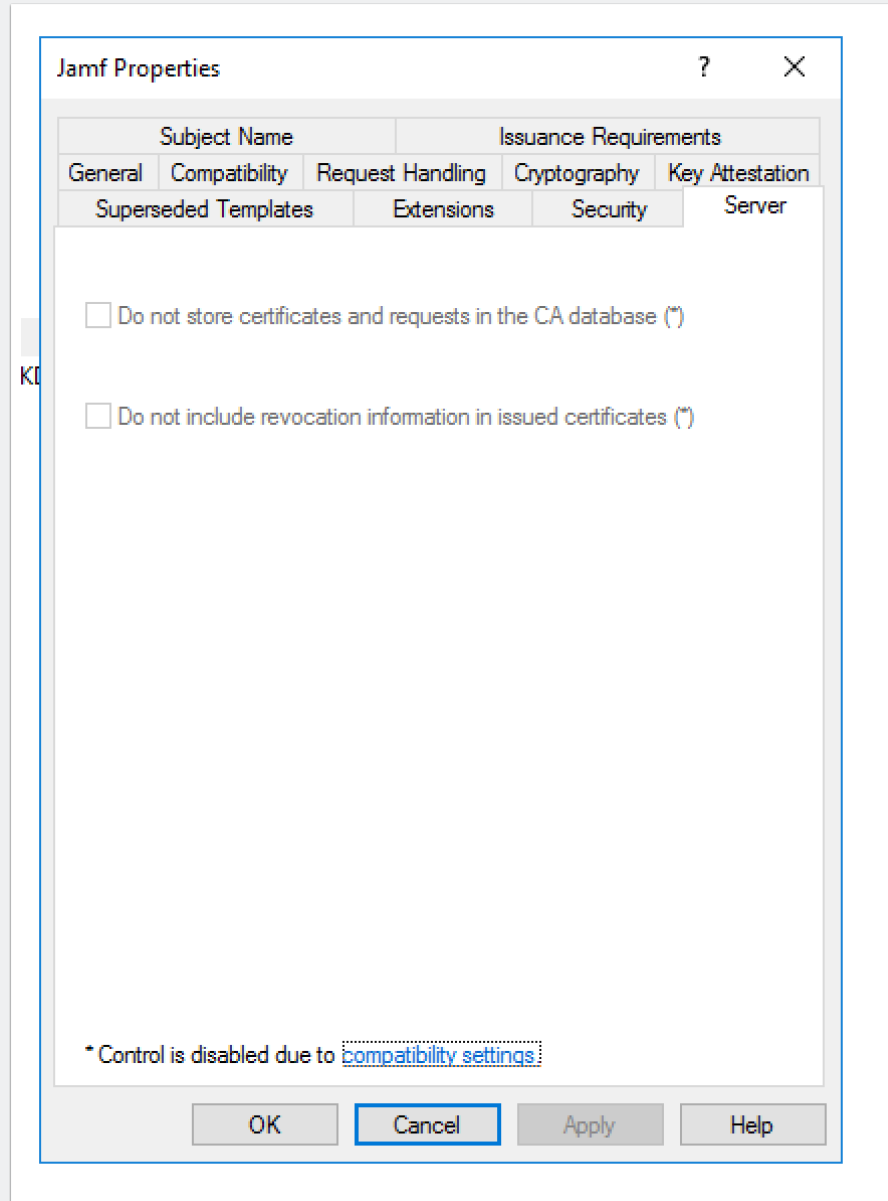 Jamf Properties ? X
Subject Name Issuance Requirements
General Compatibility Request Handling Cryptography Key Attestation
Superseded Templates Extensions Security Server
Do not store certificates and requests in the CA database (*)
Do not include revocation information in issued certificates (*)
* Control is disabled due to compatibility settings.
OK Cancel Apply Help